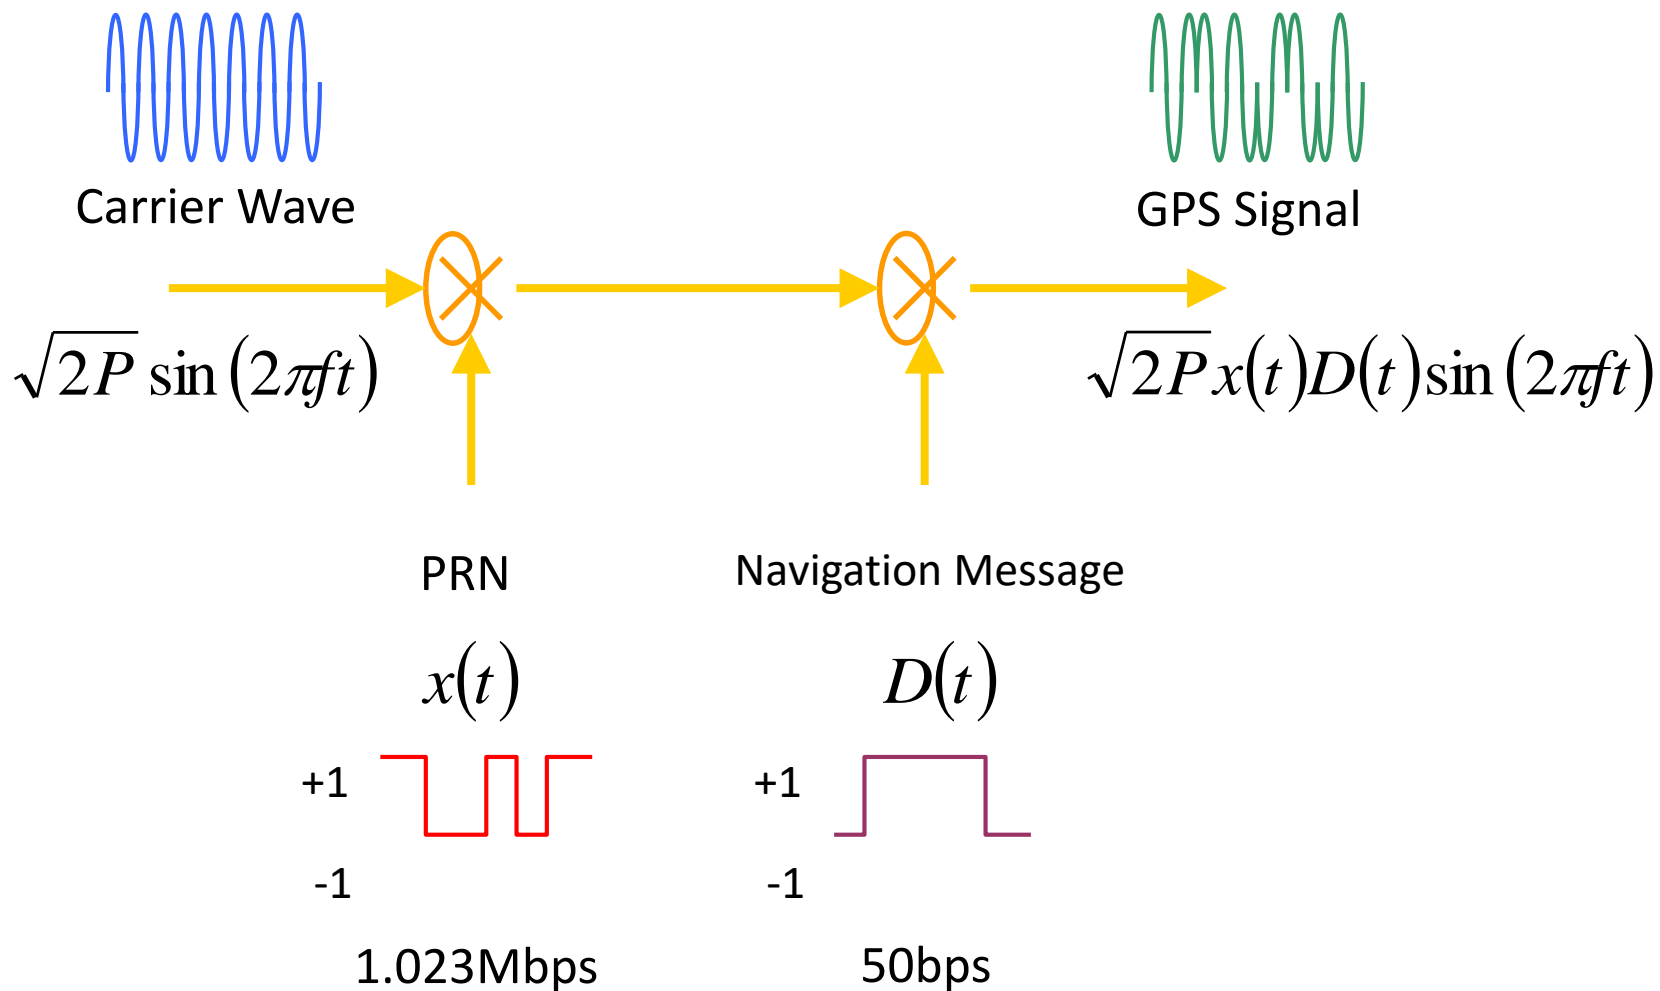 Carrier Wave
GPS Signal
√2P sin (2πft)
√2P x(t)D(t)sin (2πft)
PRN
Navigation Message
x(t)
D(t)
+1
+1
-1
-1
1.023Mbps
50bps